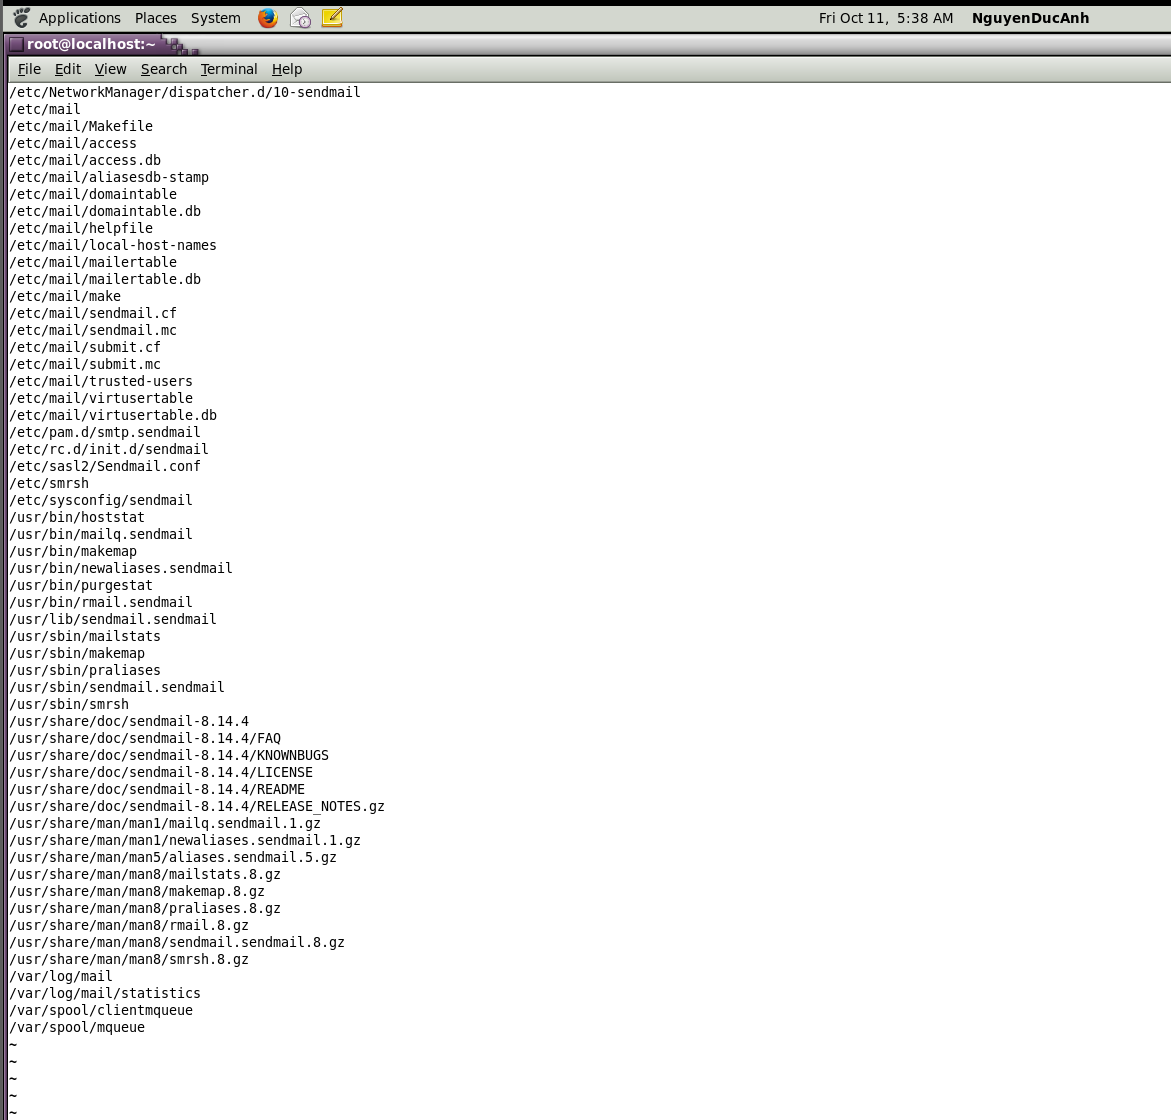 Applications Places System Fri Oct 11, 5:38 AM NguyenDucAnh
root@localhost:~
File Edit View Search Terminal Help
/etc/NetworkManager/dispatcher.d/10-sendmail
/etc/mail
/etc/mail/Makefile
/etc/mail/access
/etc/mail/access.db
/etc/mail/aliasesdb-stamp
/etc/mail/domaintable
/etc/mail/domaintable.db
/etc/mail/helpfile
/etc/mail/local-host-names
/etc/mail/mailertable
/etc/mail/mailertable.db
/etc/mail/make
/etc/mail/sendmail.cf
/etc/mail/sendmail.mc
/etc/mail/submit.cf
/etc/mail/submit.mc
/etc/mail/trusted-users
/etc/mail/virtusertable
/etc/mail/virtusertable.db
/etc/pam.d/smtp.sendmail
/etc/rc.d/init.d/sendmail
/etc/sasl2/Sendmail.conf
/etc/smrsh
/etc/sysconfig/sendmail
/usr/bin/hoststat
/usr/bin/mailq.sendmail
/usr/bin/makemap
/usr/bin/newaliases.sendmail
/usr/bin/purgestat
/usr/bin/rmail.sendmail
/usr/lib/sendmail.sendmail
/usr/sbin/mailstats
/usr/sbin/makemap
/usr/sbin/praliases
/usr/sbin/sendmail.sendmail
/usr/sbin/smrsh
/usr/share/doc/sendmail-8.14.4
/usr/share/doc/sendmail-8.14.4/FAQ
/usr/share/doc/sendmail-8.14.4/KNOWNBUGS
/usr/share/doc/sendmail-8.14.4/LICENSE
/usr/share/doc/sendmail-8.14.4/README
/usr/share/doc/sendmail-8.14.4/RELEASE_NOTES.gz
/usr/share/man/man1/mailq.sendmail.1.gz
/usr/share/man/man1/newaliases.sendmail.1.gz
/usr/share/man/man5/aliases.sendmail.5.gz
/usr/share/man/man8/mailstats.8.gz
/usr/share/man/man8/makemap.8.gz
/usr/share/man/man8/praliases.8.gz
/usr/share/man/man8/rmail.8.gz
/usr/share/man/man8/sendmail.sendmail.8.gz
/usr/share/man/man8/smrsh.8.gz
/var/log/mail
/var/log/mail/statistics
/var/spool/clientmqueue
/var/spool/mqueue
~
~
~
~
~